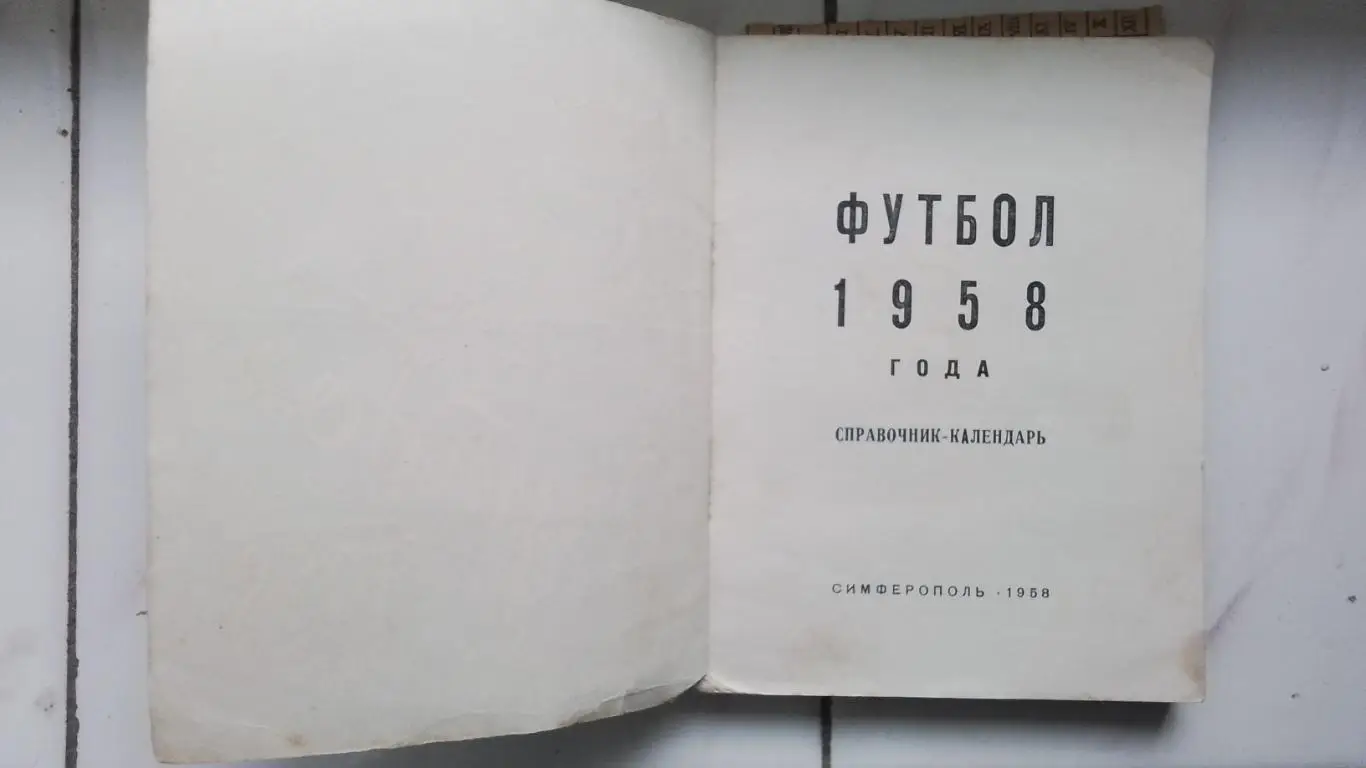 ФУТБОЛ
1958
ГОДА
СПРАВОЧНИК-КАЛЕНДАРЬ
СИМФЕРОПОЛЬ · 1958